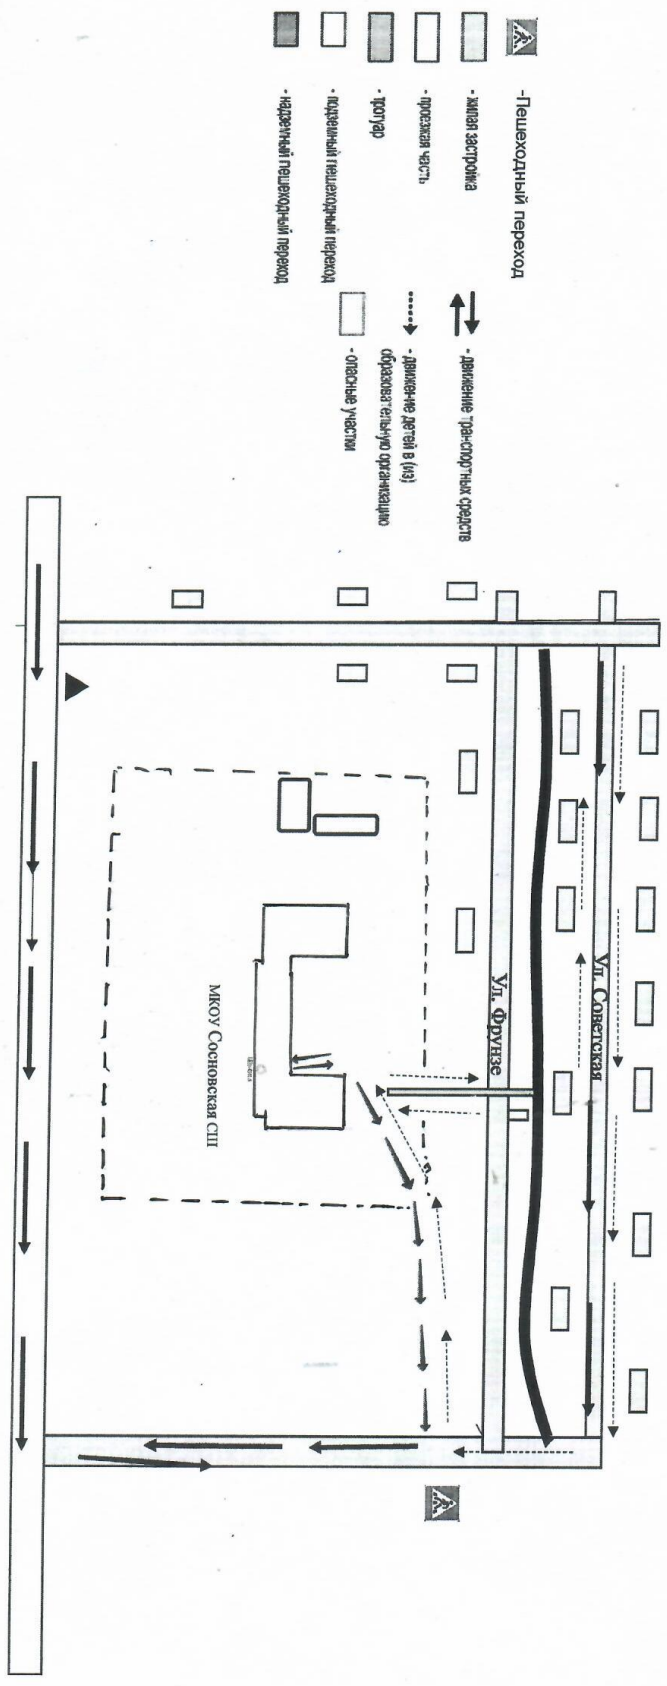 -Пешеходный переход
- жилая застройка
- проезжая часть
- тротуар
- подземный пешеходный переход
- надземный пешеходный переход
- движение транспортных средств
- движение детей в (из)
образовательную организацию
- опасные участки
Ул. Советская
Ул. Фрунзе
МКОУ Сосновская СШ